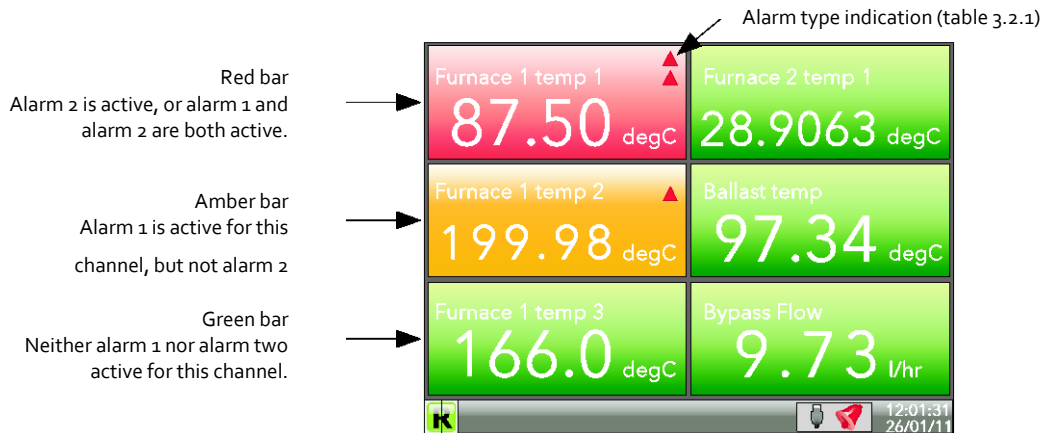 Alarm type indication (table 3.2.1)
Red bar
Alarm 2 is active, or alarm 1 and
alarm 2 are both active.
Amber bar
Alarm 1 is active for this
channel, but not alarm 2
Green bar
Neither alarm 1 nor alarm two
active for this channel.
Furnace 1 temp 1
87.50 degC
Furnace 2 temp 1
28.9063 degC
Furnace 1 temp 2
199.98 degC
Ballast temp
97.34 degC
Furnace 1 temp 3
166.0 degC
Bypass Flow
9.73 l/hr
K
12:01:31
26/01/11